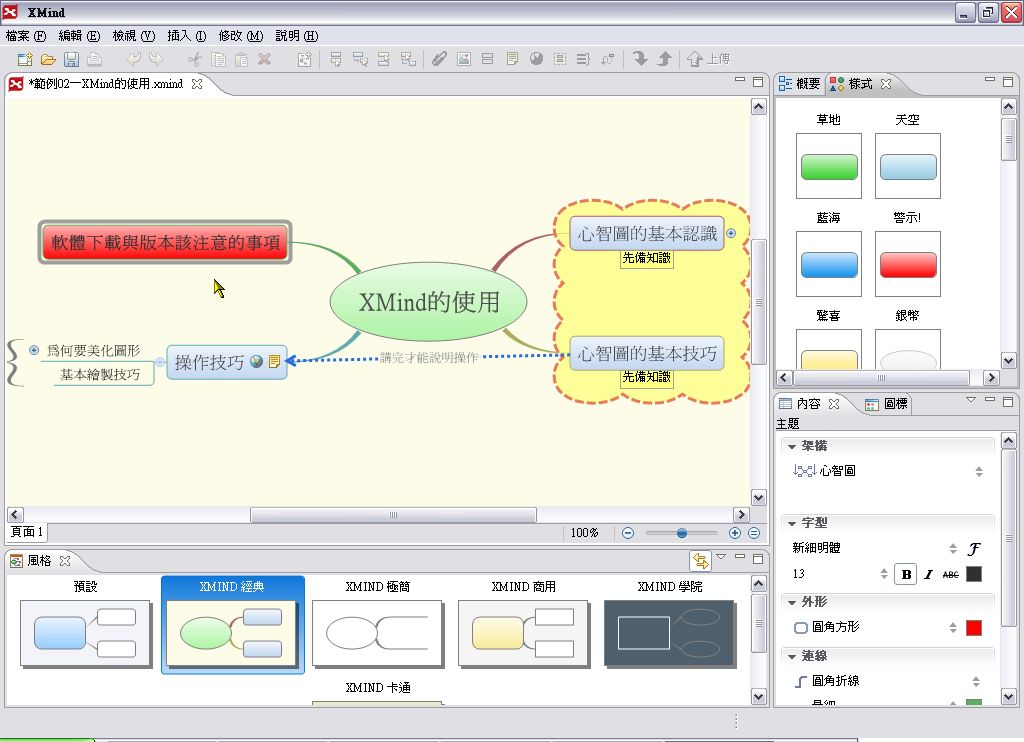 XMind
檔案 (F) 編輯 (E) 檢視 (V) 插入 (I) 修改 (M) 說明 (H)
上傳
*範例02—XMind的使用.xmind
軟體下載與版本該注意的事項
XMind的使用
心智圖的基本認識
先備知識
為何要美化圖形
基本繪製技巧
操作技巧
講完才能說明操作
心智圖的基本技巧
先備知識
頁面 1
100%
風格
預設
XMIND 經典
XMIND 極簡
XMIND 商用
XMIND 學院
XMIND 卡通
概要
樣式
草地
天空
藍海
警示!
驚喜
銀幣
內容
圖標
主題
架構
心智圖
字型
新細明體
13
B I ABC
外形
圓角方形
連線
圓角折線